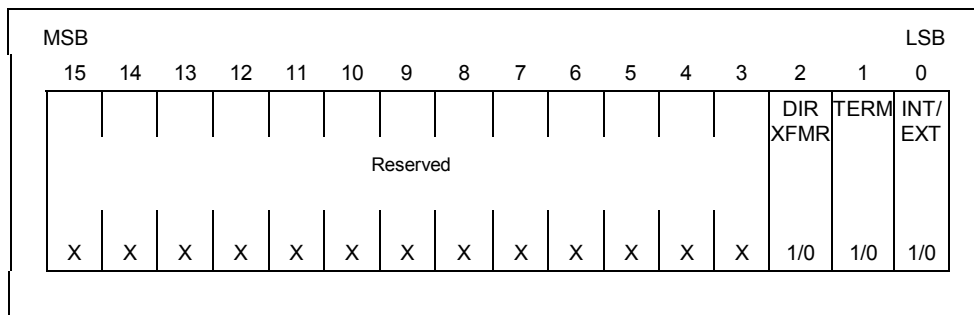 MSB LSB
15 14 13 12 11 10 9 8 7 6 5 4 3 2 1 0
DIR TERM INT/
XFMR EXT
Reserved
X X X X X X X X X X X X X 1/0 1/0 1/0